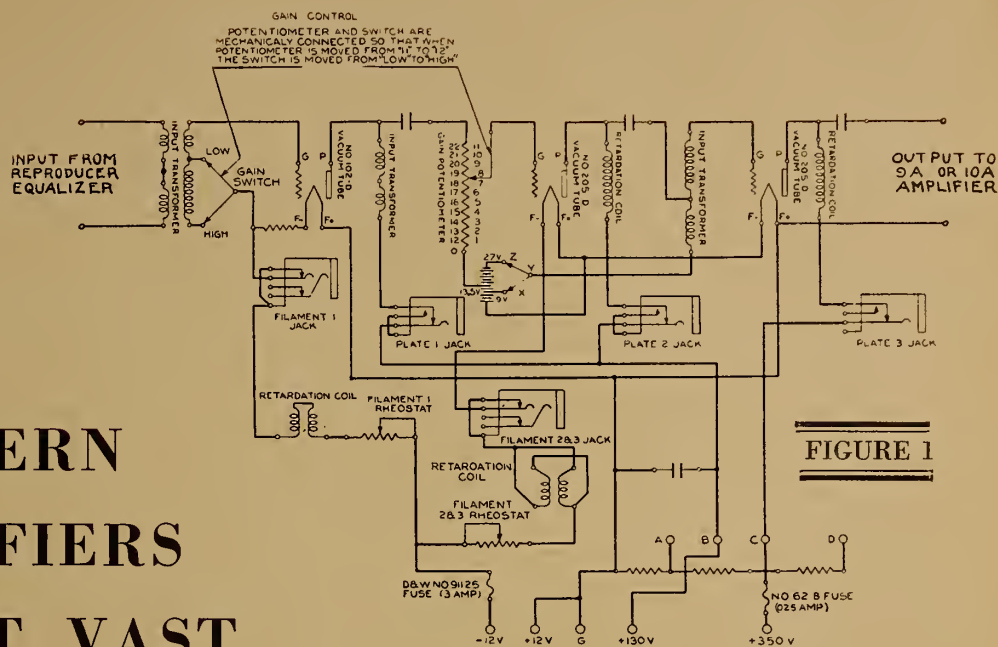 GAIN CONTROL
POTENTIOMETER AND SWITCH ARE
MECHANICALY CONNECTED SO THAT WHEN
POTENTIOMETER IS MOVED FROM "11" TO "12"
THE SWITCH IS MOVED FROM "LOW" TO "HIGH"
INPUT FROM
REPRODUCER
EQUALIZER
INPUT TRANSFORMER
LOW
GAIN
SWITCH
HIGH
G
P
F-
F+
NO 102-D
VACUUM TUBE
INPUT TRANSFORMER
GAIN POTENTIOMETER
22
21
20
19
18
17
16
15
14
13
12
0
11
10
9
8
7
6
5
4
3
2
1
G
P
F-
F+
NO 205 D
VACUUM TUBE
RETARDATION COIL
INPUT TRANSFORMER
G
P
F-
F+
NO 205 D
VACUUM TUBE
RETARDATION COIL
OUTPUT TO
9A OR 10A
AMPLIFIER
27V
Z
Y
13.5V
X
9V
FILAMENT 1
JACK
PLATE 1 JACK
PLATE 2 JACK
PLATE 3 JACK
RETARDATION COIL
FILAMENT 1
RHEOSTAT
FILAMENT 2&3 JACK
RETARDATION
COIL
FILAMENT
2&3 RHEOSTAT
FIGURE 1
A
B
C
D
D&W NO 91125
FUSE (3 AMP)
NO 62 B FUSE
(.025 AMP)
-12V
+12V
G
+130V
+350V
ERN
FIERS
T VAST